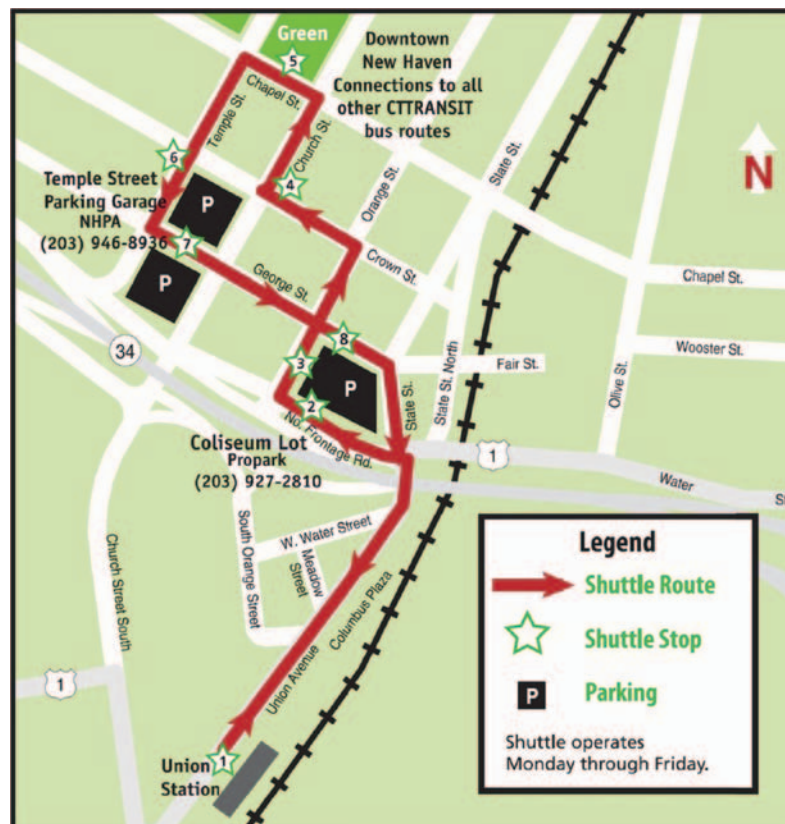 Green
5
Downtown
New Haven
Connections to all
other CTTRANSIT
bus routes
Chapel St.
Temple St.
Church St.
6
4
Orange St.
State St.
N
Temple Street
Parking Garage
NHPA
(203) 946-8936
P
7
P
George St.
Crown St.
Chapel St.
34
8
3
P
2
Fair St.
Wooster St.
State St. North
Olive St.
State St.
No. Frontage Rd.
1
Water
St
Coliseum Lot
Propark
(203) 927-2810
W. Water Street
Meadow
Street
South Orange Street
Church Street South
Columbus Plaza
Union Avenue
1
1
Union
Station
Legend
Shuttle Route
Shuttle Stop
P
Parking
Shuttle operates
Monday through Friday.